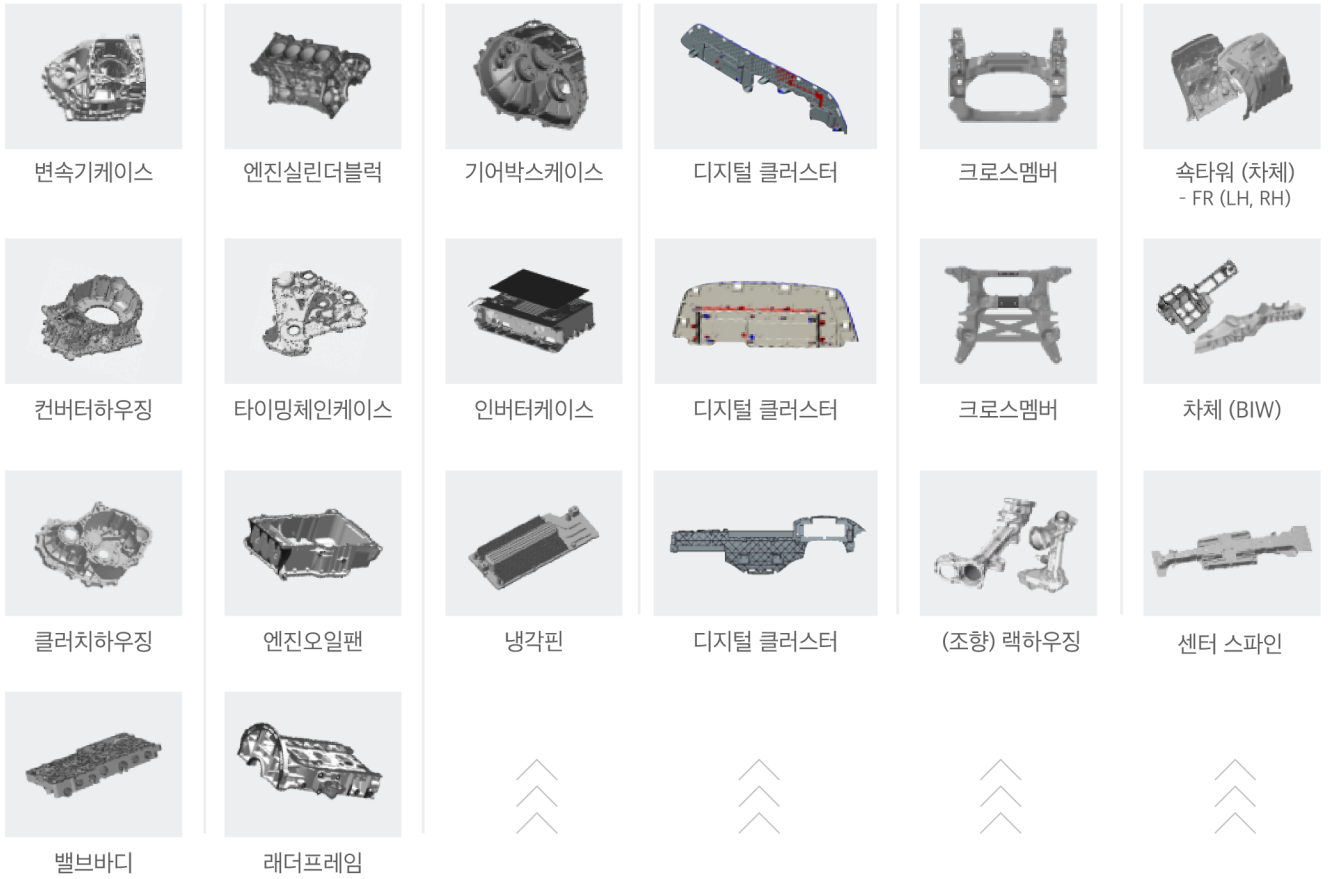 변속기케이스
엔진실린더블럭
기어박스케이스
디지털 클러스터
크로스멤버
쇽타워 (차체)
- FR (LH, RH)
컨버터하우징
타이밍체인케이스
인버터케이스
디지털 클러스터
크로스멤버
차체 (BIW)
클러치하우징
엔진오일팬
냉각핀
디지털 클러스터
(조향) 랙하우징
센터 스파인
밸브바디
래더프레임